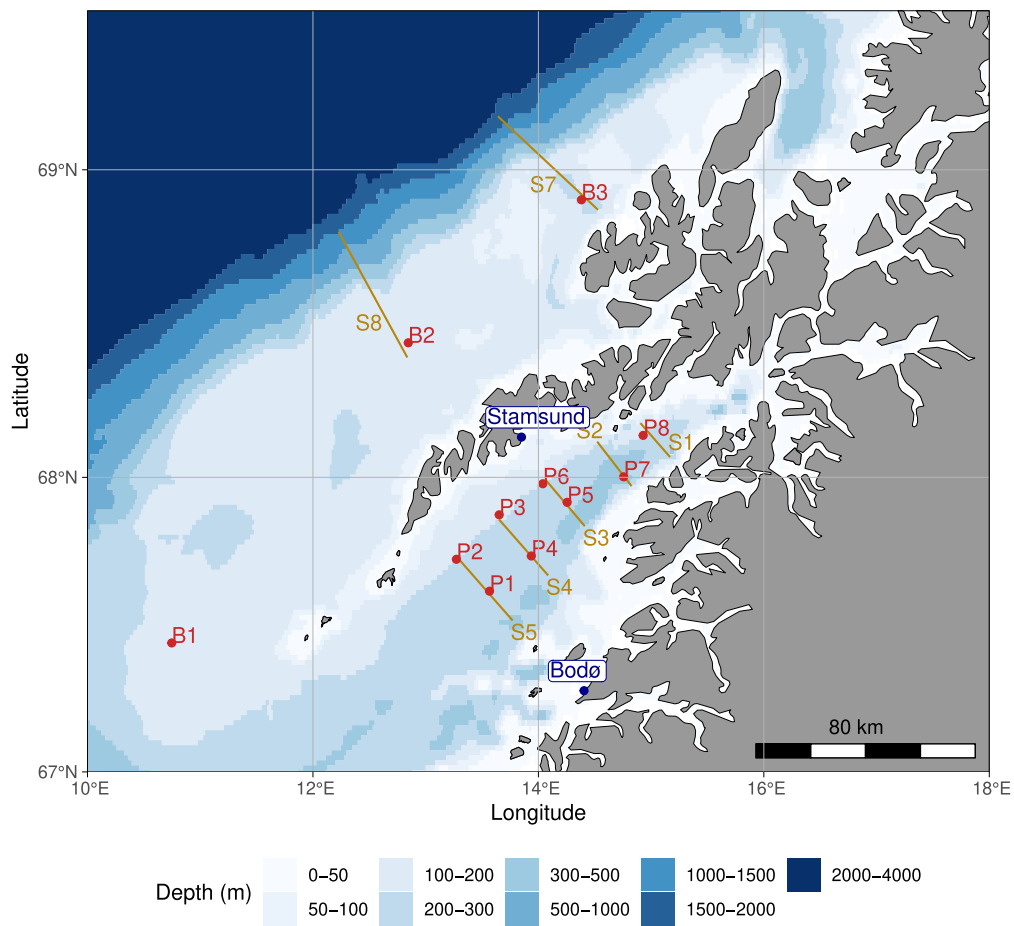 69°N
S7
B3
S8
B2
Latitude
Stamsund
S2
P8
S1
68°N
P7
P6
P5
P3
S3
P4
P2
S4
P1
S5
B1
Bodø
80 km
67°N
10°E
12°E
14°E
16°E
18°E
Longitude
Depth (m)
0−50
100−200
300−500
1000−1500
2000−4000
50−100
200−300
500−1000
1500−2000